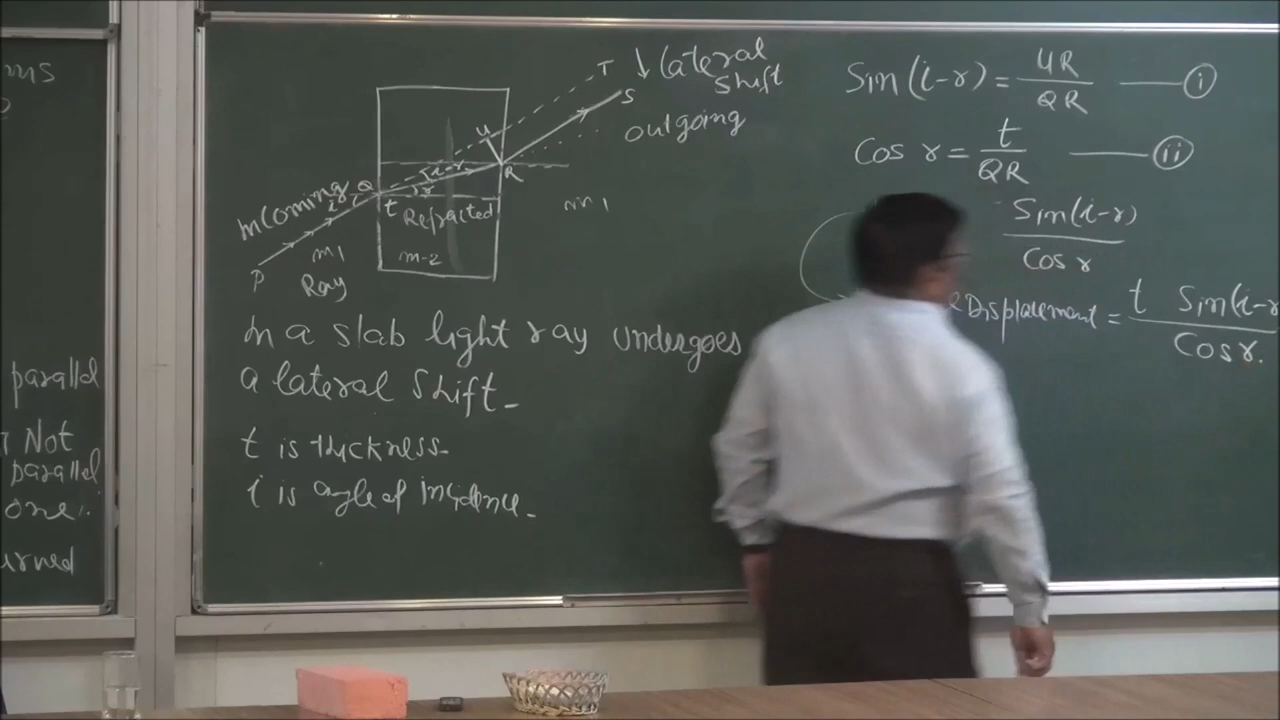 ms
parallel
Not
parallel
one.
urned
T ↓ lateral
shift
S
outgoing
U
i-r
r
R
Q
Incoming
i
t
Refracted
P
m1
m-2
Ray
In a slab light ray undergoes
a lateral shift.
t is thickness.
i is angle of incidence.
Sin(i-r) = UR / QR — (i)
Cos r = t / QR — (ii)
Sin(i-r)
Cos r
Displacement = t Sin(i-r
Cos r.